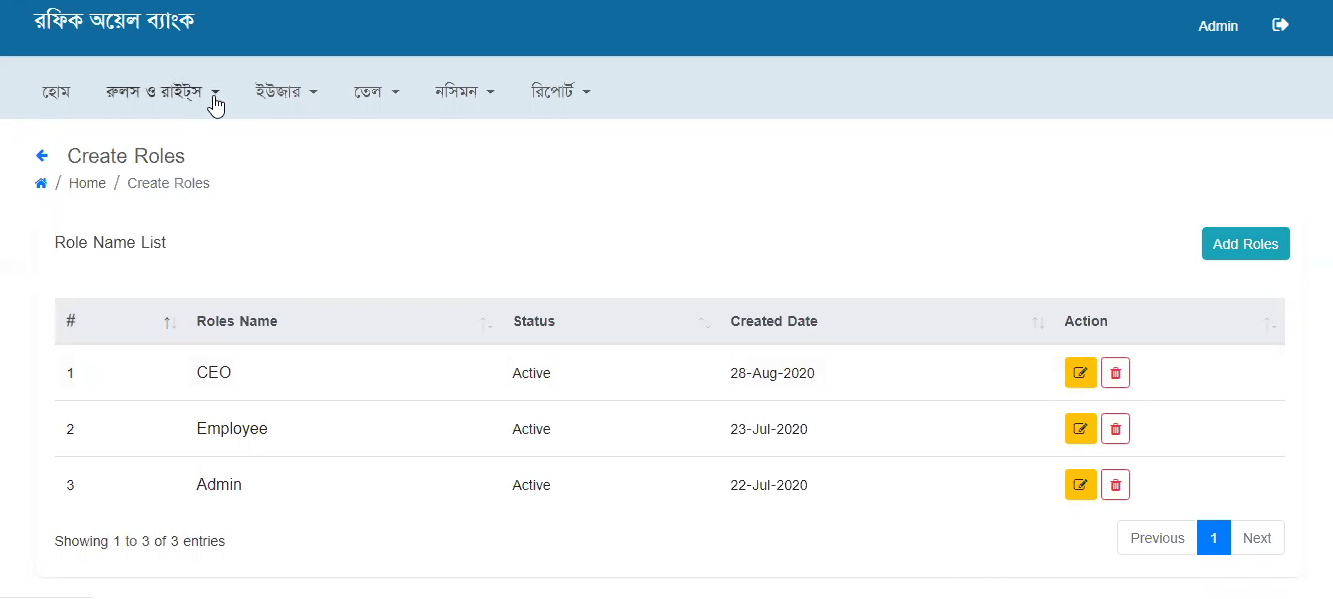 রফিক অয়েল ব্যাংক
Admin
হোম রুলস ও রাইট্স ইউজার তেল নসিমন রিপোর্ট
Create Roles
/ Home / Create Roles
Role Name List
Add Roles
# Roles Name Status Created Date Action
1 CEO Active 28-Aug-2020
2 Employee Active 23-Jul-2020
3 Admin Active 22-Jul-2020
Showing 1 to 3 of 3 entries
Previous 1 Next